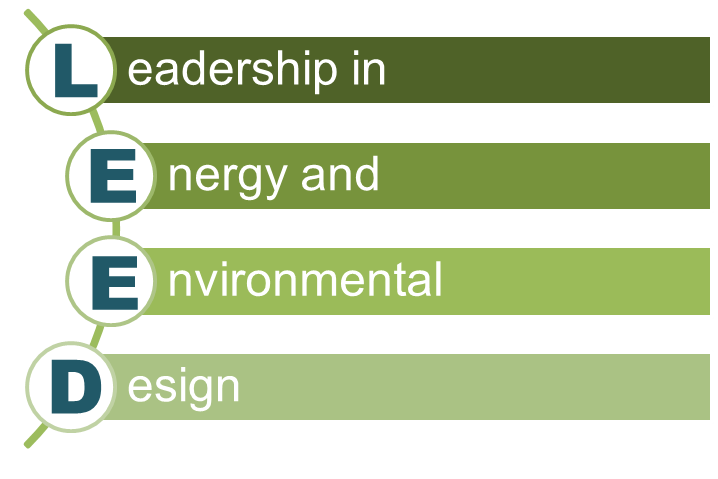 Leadership in
Energy and
Environmental
Design